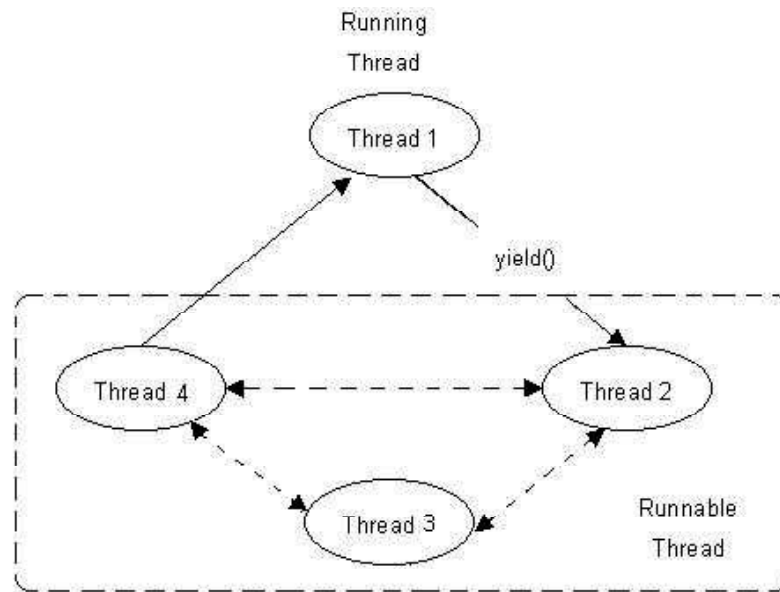 Running
Thread
Thread 1
yield()
Thread 4
Thread 2
Thread 3
Runnable
Thread